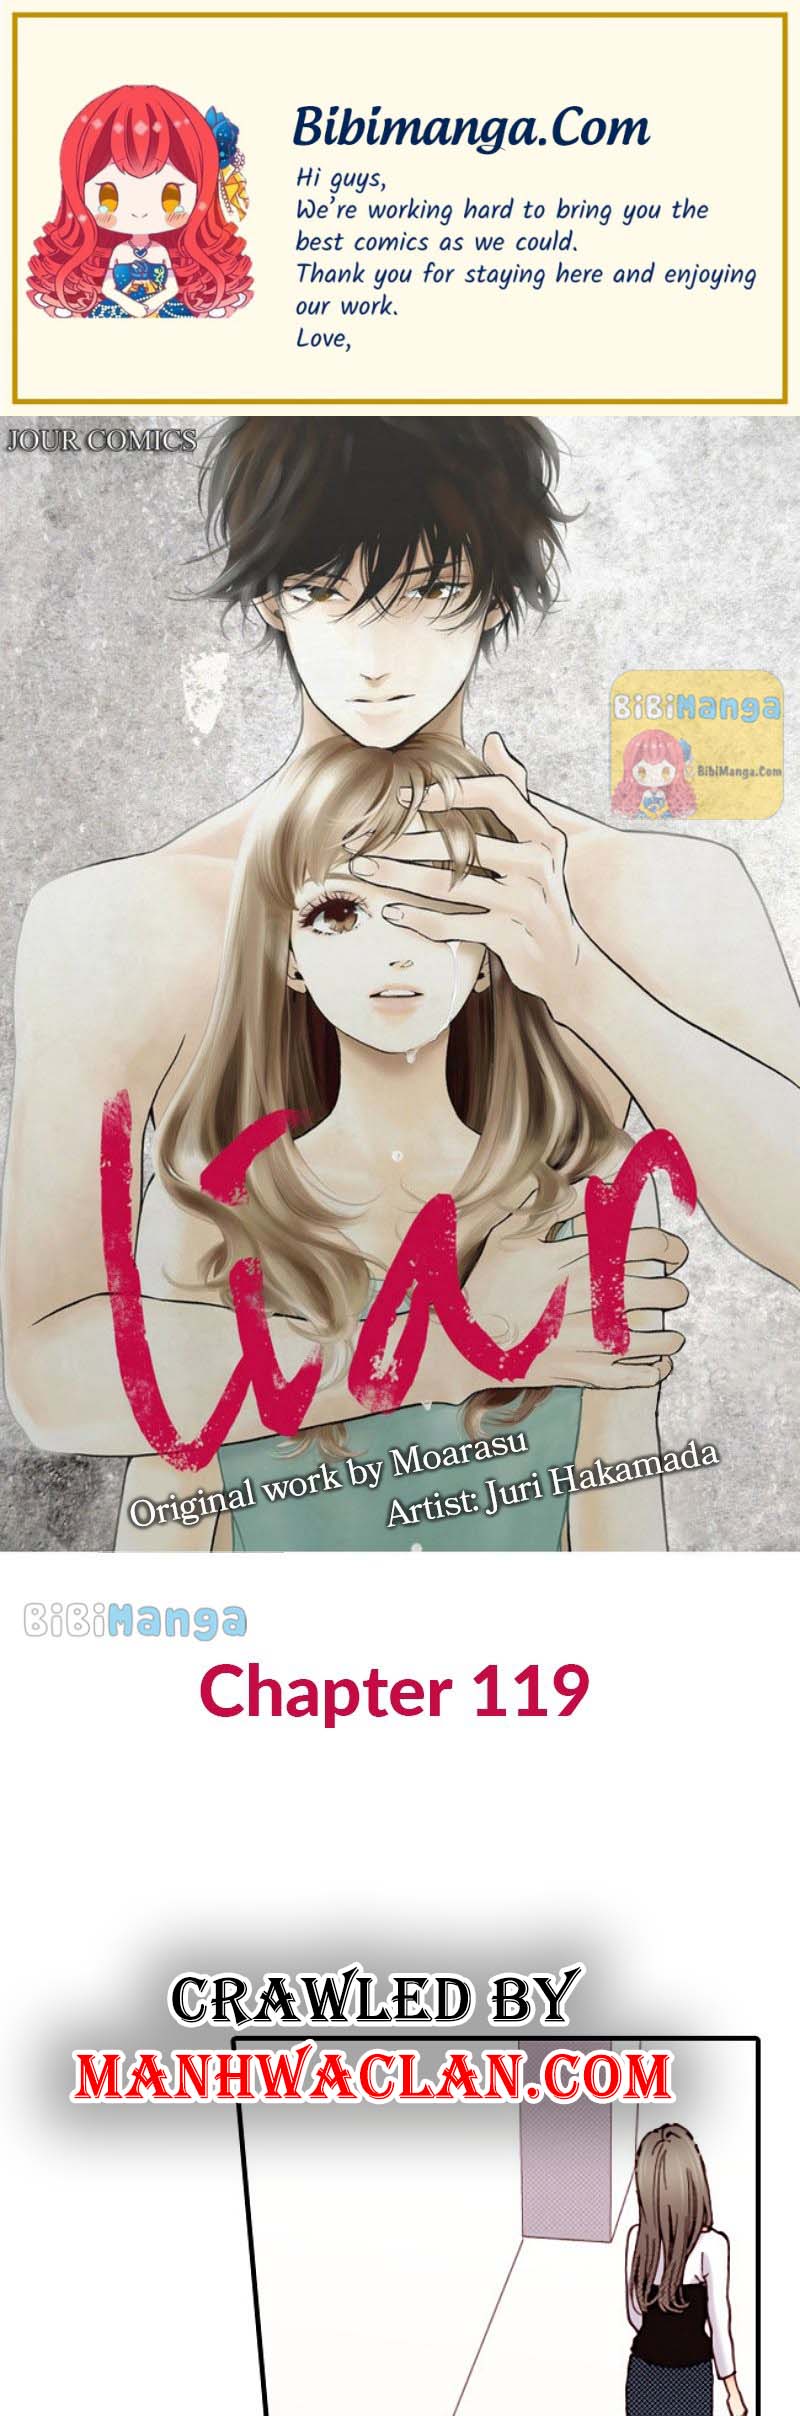 Bibimanga.Com
Hi guys,
We're working hard to bring you the
best comics as we could.
Thank you for staying here and enjoying
our work.
Love,
JOUR COMICS
BiBiManga
BibiManga.Com
liar
Original work by Moarasu
Artist: Juri Hakamada
BiBiManga
Chapter 119
CRAWLED BY
MANHWACLAN.COM